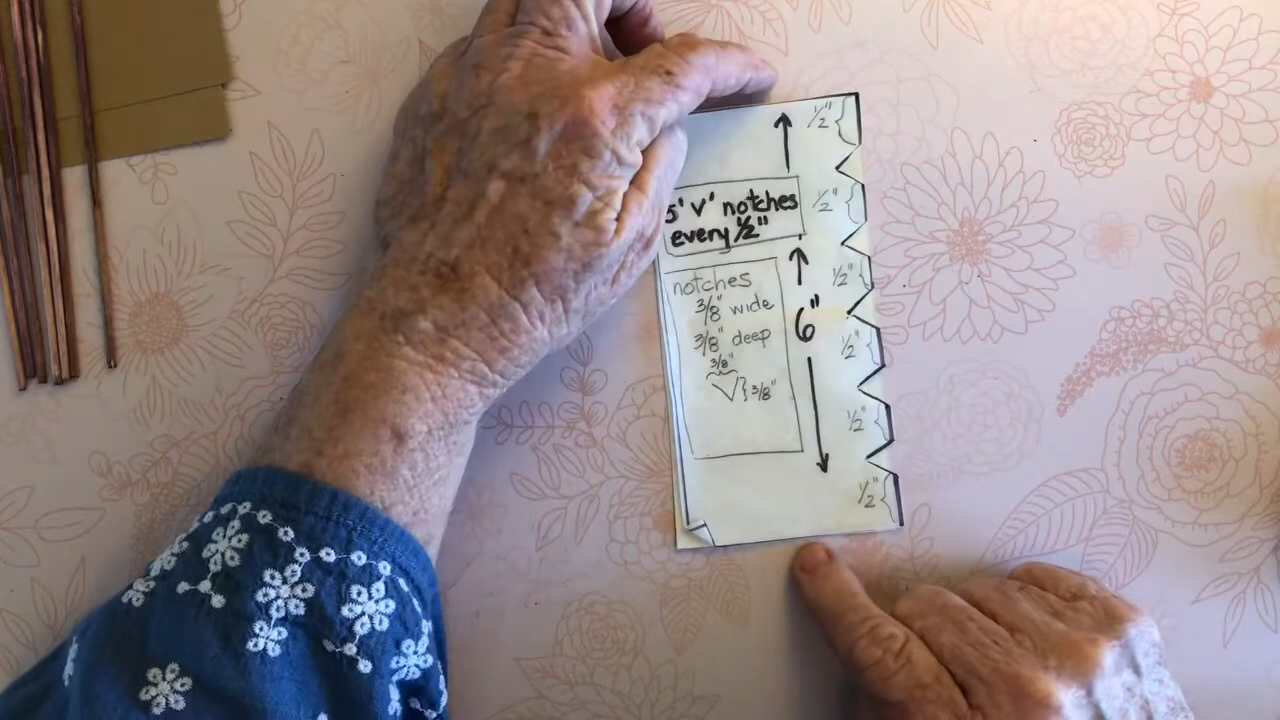 1/2"
5 'v' notches
every 1/2"
1/2"
notches
3/8" wide
3/8" deep
3/8"
3/8"
6"
1/2"
1/2"
1/2"
1/2"